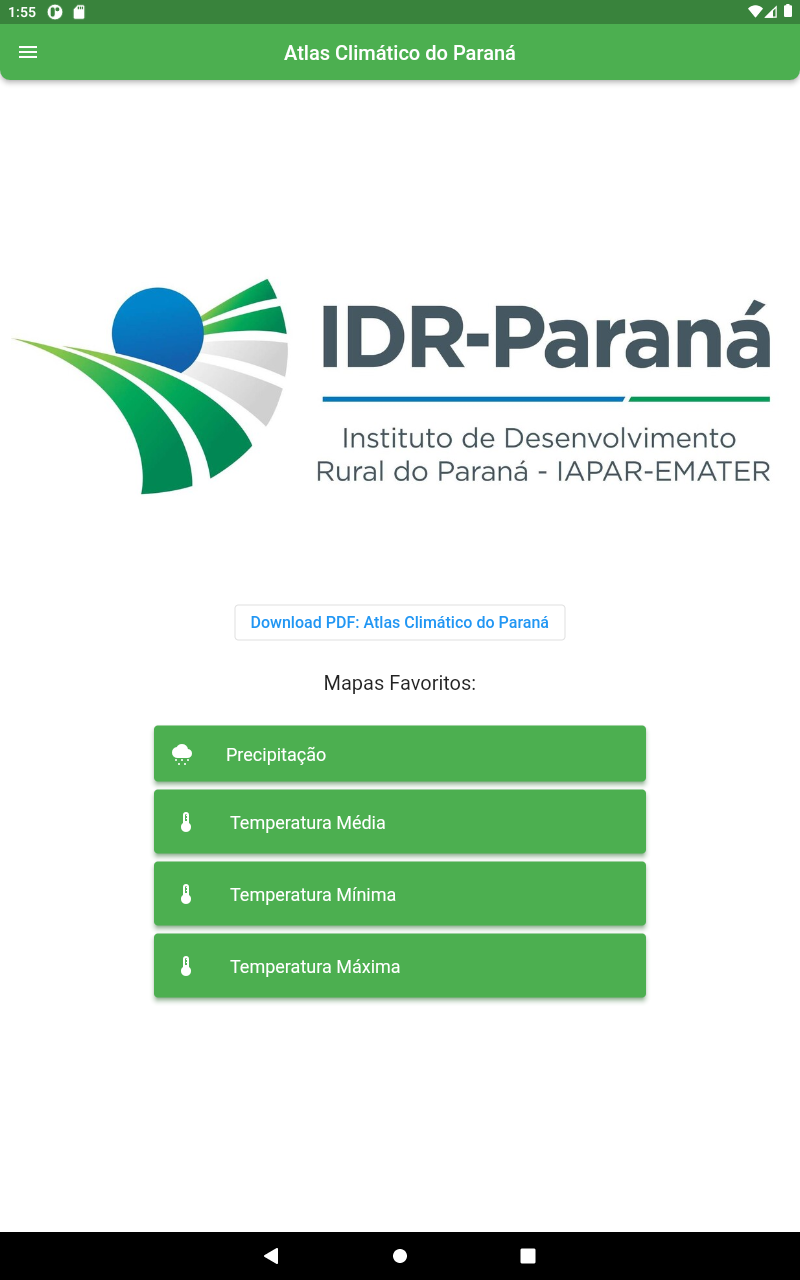 1:55
Atlas Climático do Paraná
IDR-Paraná
Instituto de Desenvolvimento
Rural do Paraná - IAPAR-EMATER
Download PDF: Atlas Climático do Paraná
Mapas Favoritos:
Precipitação
Temperatura Média
Temperatura Mínima
Temperatura Máxima